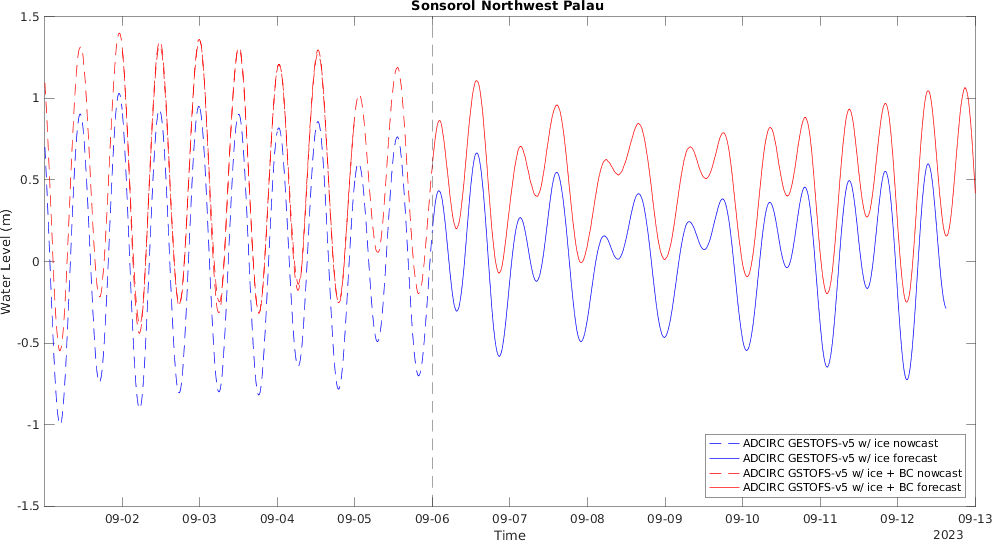 Sonsorol Northwest Palau
1.5
1
0.5
0
-0.5
-1
-1.5
Water Level (m)
ADCIRC GESTOFS-v5 w/ ice nowcast
ADCIRC GESTOFS-v5 w/ ice forecast
ADCIRC GSTOFS-v5 w/ ice + BC nowcast
ADCIRC GSTOFS-v5 w/ ice + BC forecast
09-02 09-03 09-04 09-05 09-06 09-07 09-08 09-09 09-10 09-11 09-12 09-13
Time
2023